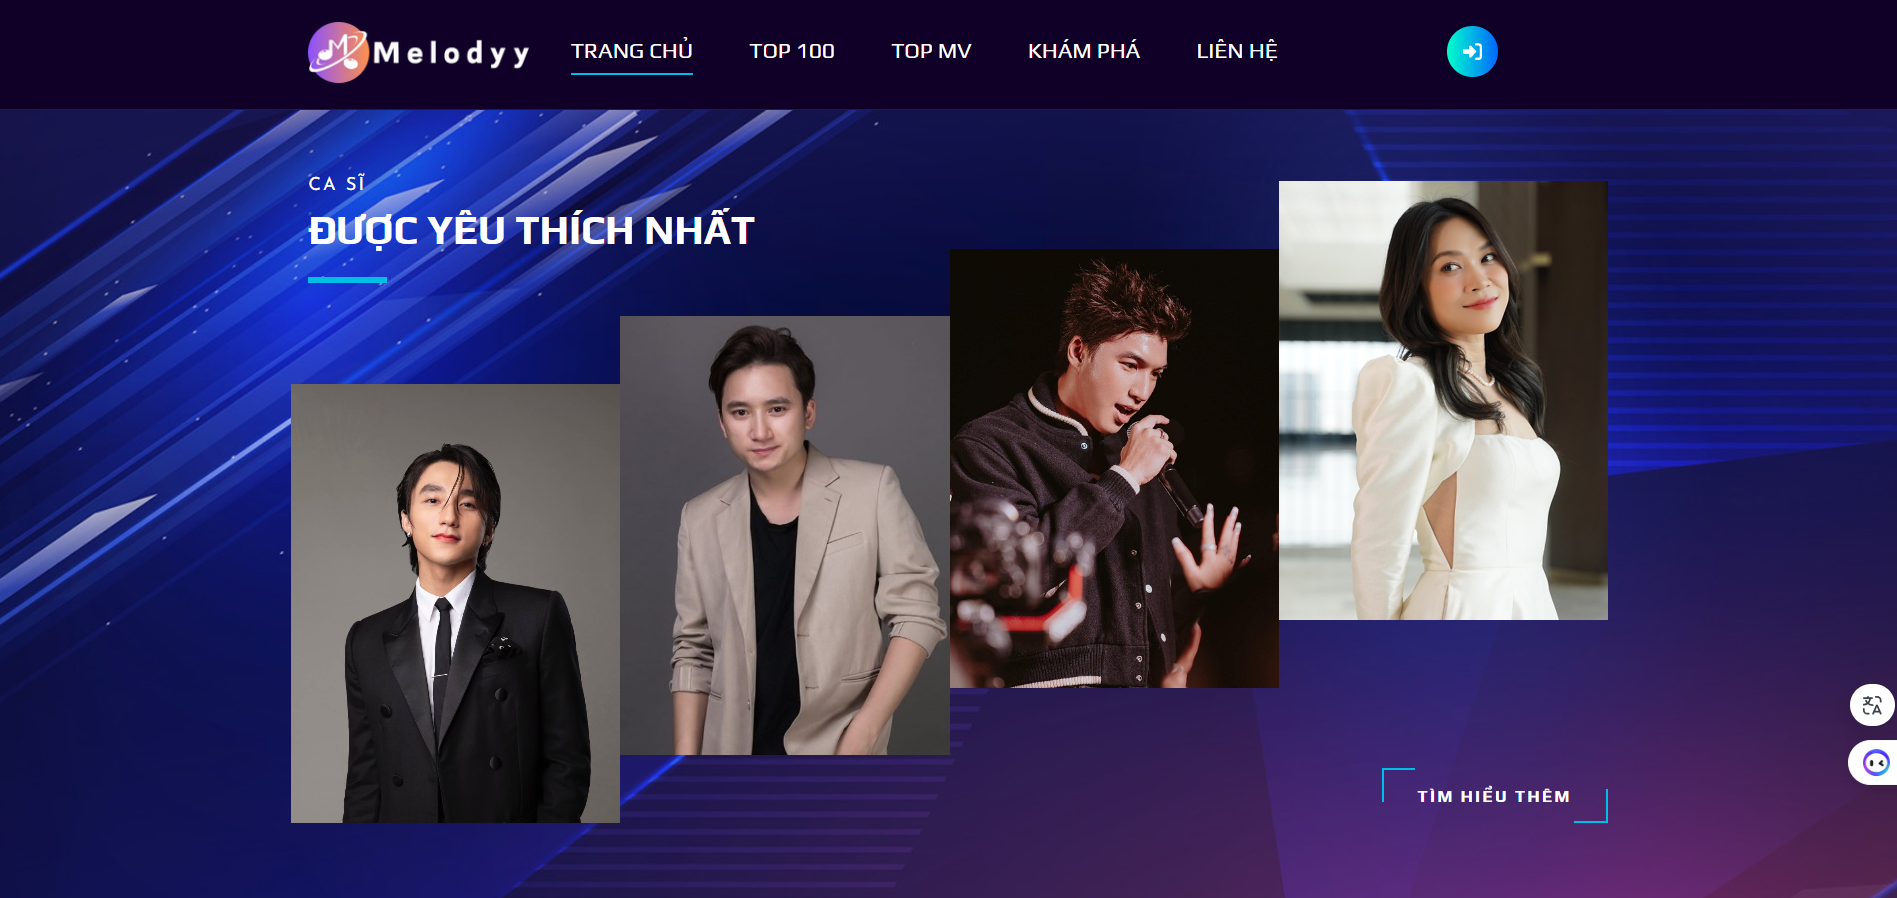 Melodyy
TRANG CHỦ
TOP 100
TOP MV
KHÁM PHÁ
LIÊN HỆ
CA SĨ
ĐƯỢC YÊU THÍCH NHẤT
TÌM HIỂU THÊM